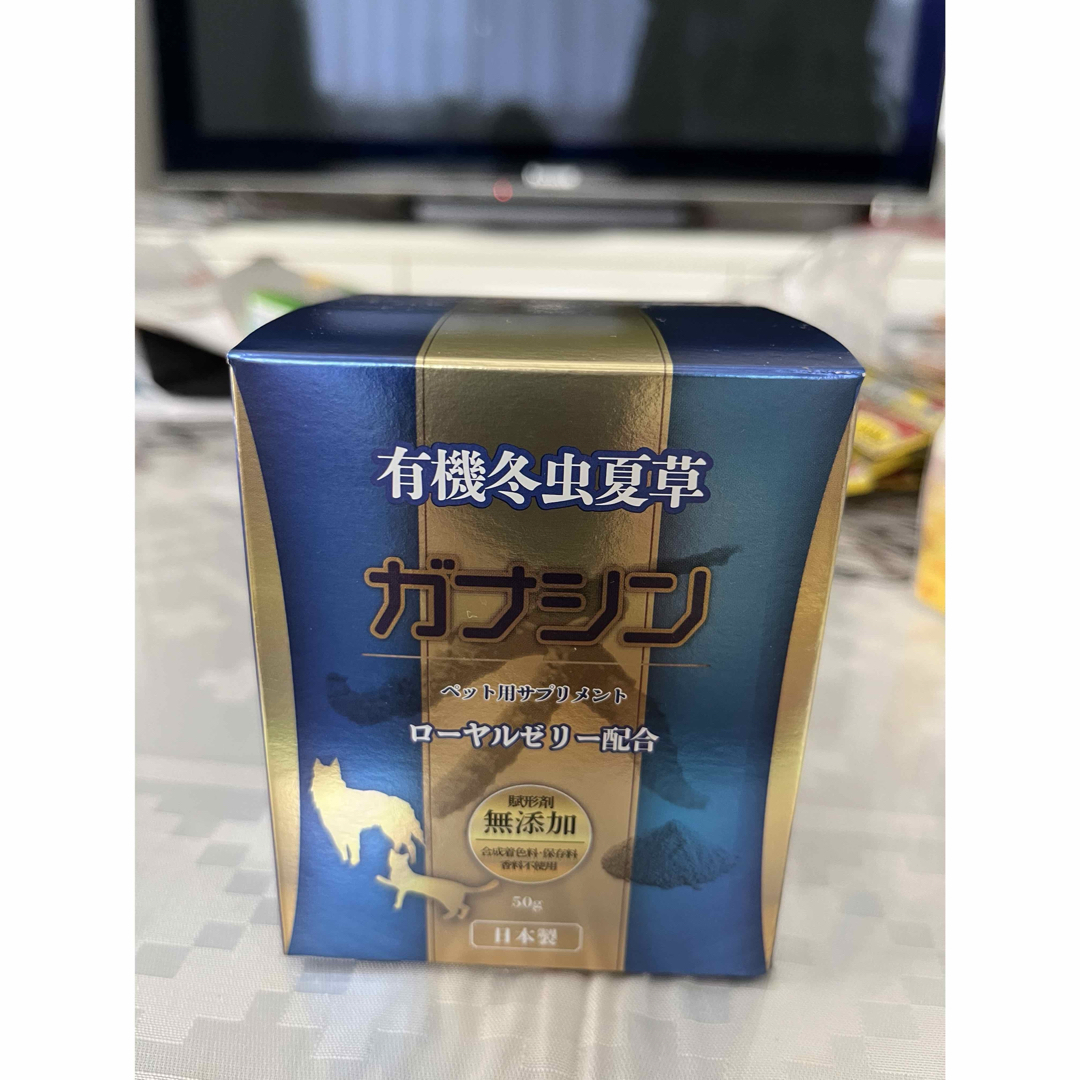 有機冬虫夏草
ガナシン
ペット用サプリメント
ローヤルゼリー配合
賦形剤
無添加
合成着色料・保存料
香料不使用
50g
日本製